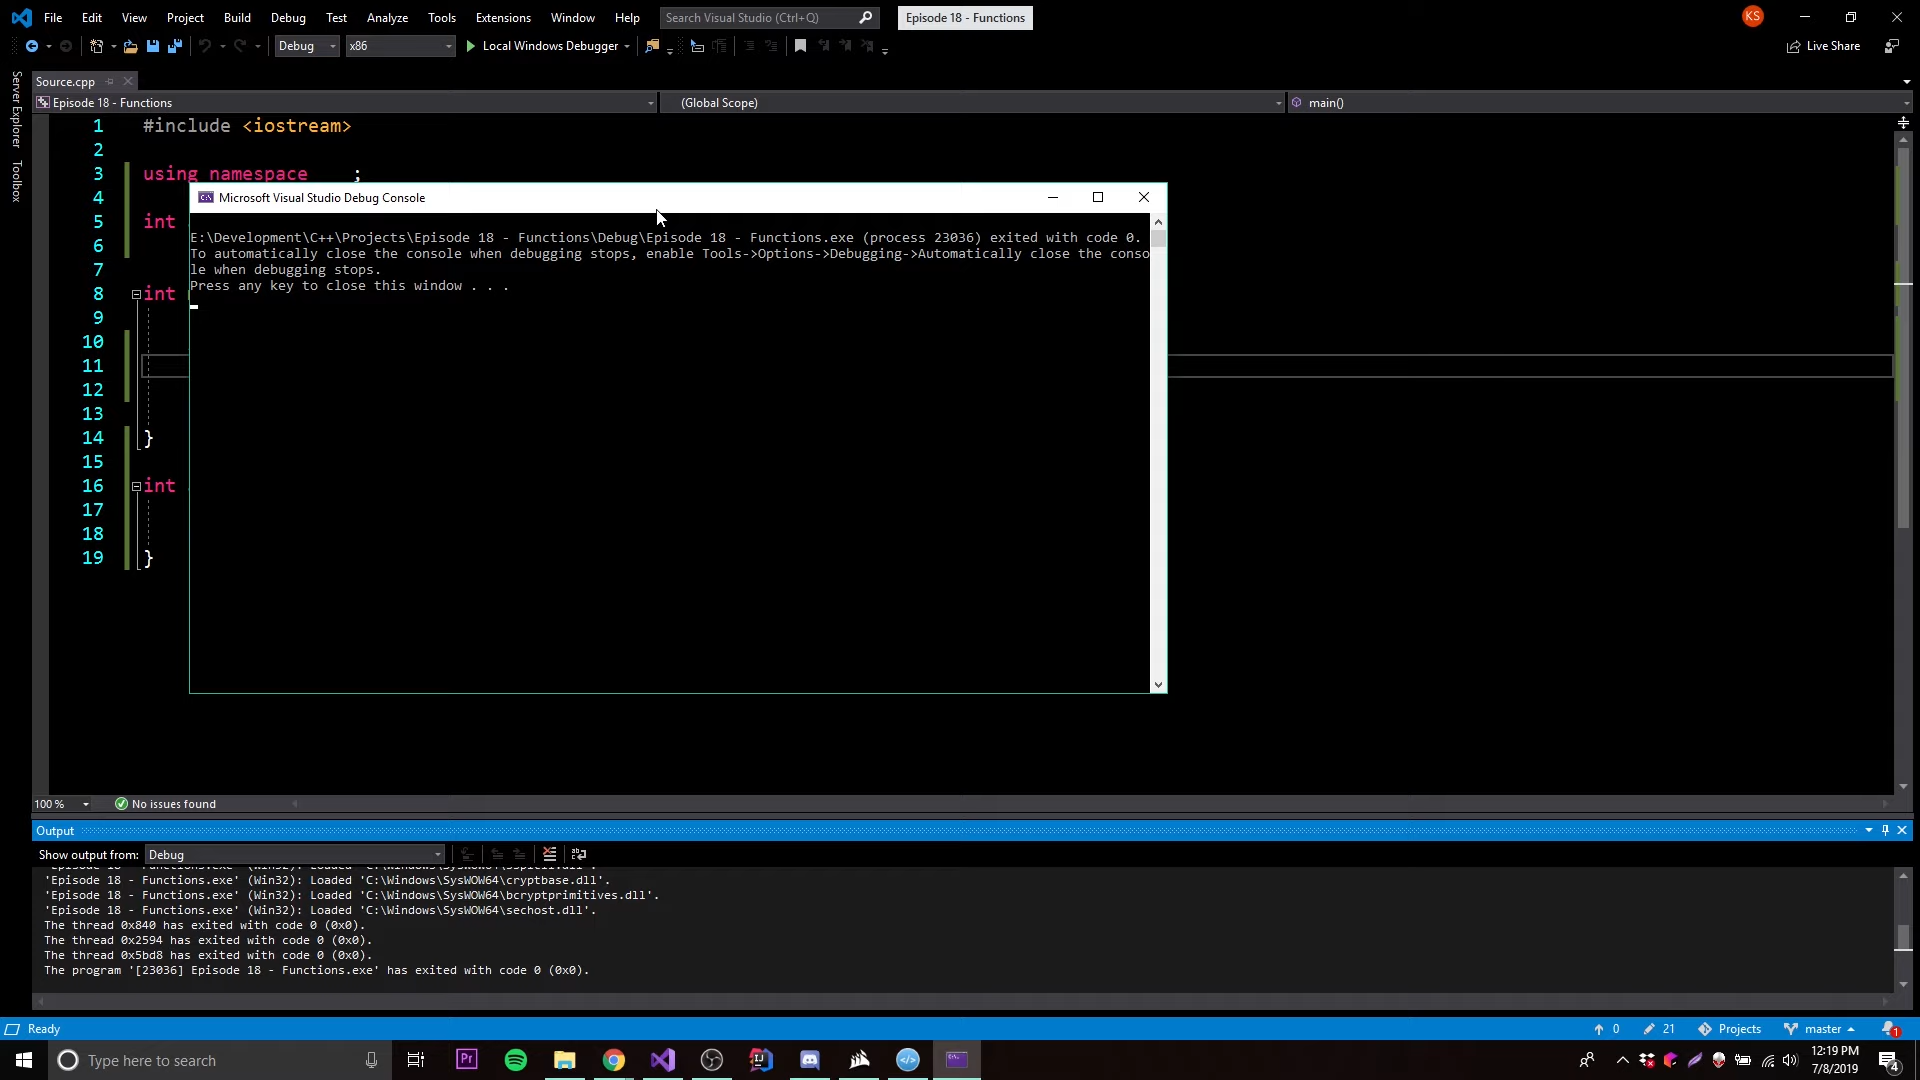 File Edit View Project Build Debug Test Analyze Tools Extensions Window Help Search Visual Studio (Ctrl+Q) Episode 18 - Functions KS
Debug x86 Local Windows Debugger Live Share
Server Explorer
Toolbox
Source.cpp
Episode 18 - Functions (Global Scope) main()
1 #include <iostream>
2
3 using namespace ;
4
5 int
6
7
8 int
9
10
11
12
13
14 }
15
16 int
17
18
19 }
Microsoft Visual Studio Debug Console
E:\Development\C++\Projects\Episode 18 - Functions\Debug\Episode 18 - Functions.exe (process 23036) exited with code 0.
To automatically close the console when debugging stops, enable Tools->Options->Debugging->Automatically close the conso
le when debugging stops.
Press any key to close this window . . .
100 % No issues found
Output
Show output from: Debug
'Episode 18 - Functions.exe' (Win32): Loaded 'C:\Windows\SysWOW64\cryptbase.dll'.
'Episode 18 - Functions.exe' (Win32): Loaded 'C:\Windows\SysWOW64\bcryptprimitives.dll'.
'Episode 18 - Functions.exe' (Win32): Loaded 'C:\Windows\SysWOW64\sechost.dll'.
The thread 0x840 has exited with code 0 (0x0).
The thread 0x2594 has exited with code 0 (0x0).
The thread 0x5bd8 has exited with code 0 (0x0).
The program '[23036] Episode 18 - Functions.exe' has exited with code 0 (0x0).
Ready 0 21 Projects master 1
Type here to search Pr IJ 12:19 PM
7/8/2019 4